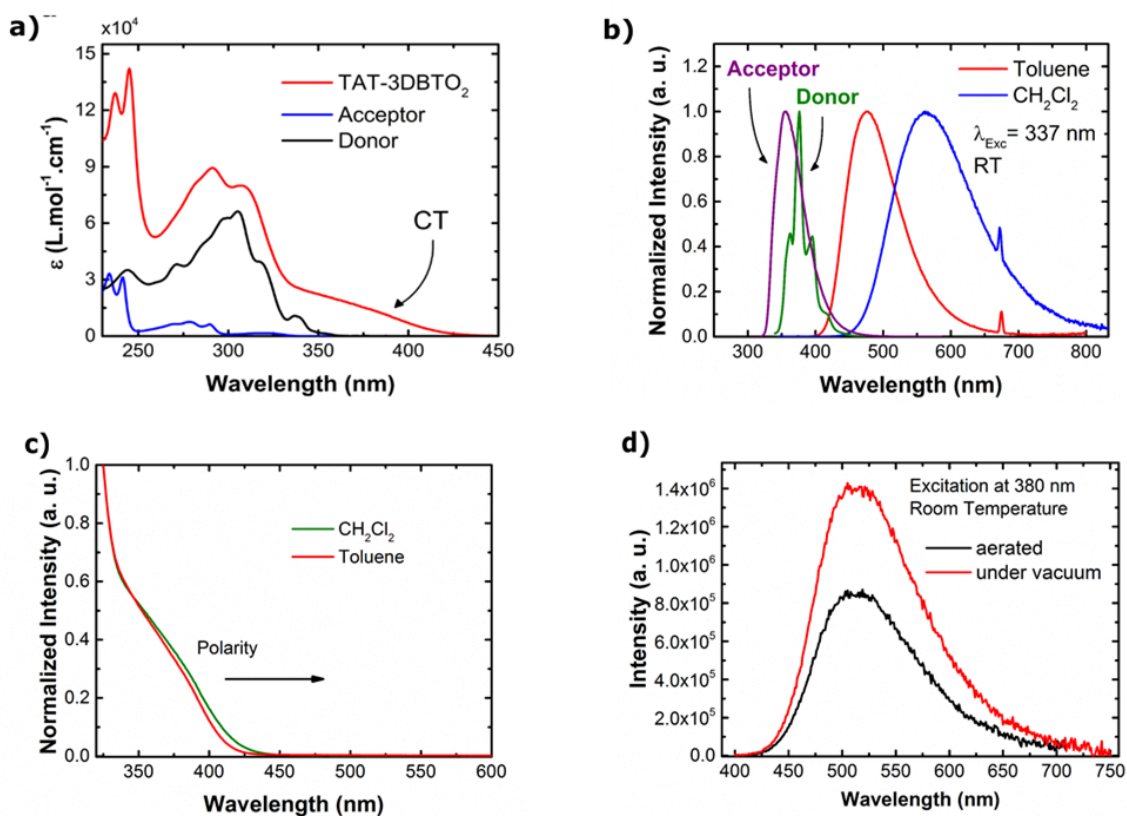 a)
×10⁴
15
12
9
6
3
0
ε (L.mol⁻¹.cm⁻¹)
TAT-3DBTO₂
Acceptor
Donor
CT
250 300 350 400 450
Wavelength (nm)
b)
1.2
1.0
0.8
0.6
0.4
0.2
0.0
Normalized Intensity (a. u.)
Acceptor
Donor
Toluene
CH₂Cl₂
λExc= 337 nm
RT
300 400 500 600 700 800
Wavelength (nm)
c)
1.0
0.8
0.6
0.4
0.2
0.0
Normalized Intensity (a. u.)
CH₂Cl₂
Toluene
Polarity
350 400 450 500 550 600
Wavelength (nm)
d)
1.4x10⁶
1.2x10⁶
1.0x10⁶
8.0x10⁵
6.0x10⁵
4.0x10⁵
2.0x10⁵
0.0
Intensity (a. u.)
Excitation at 380 nm
Room Temperature
aerated
under vacuum
400 450 500 550 600 650 700 750
Wavelength (nm)